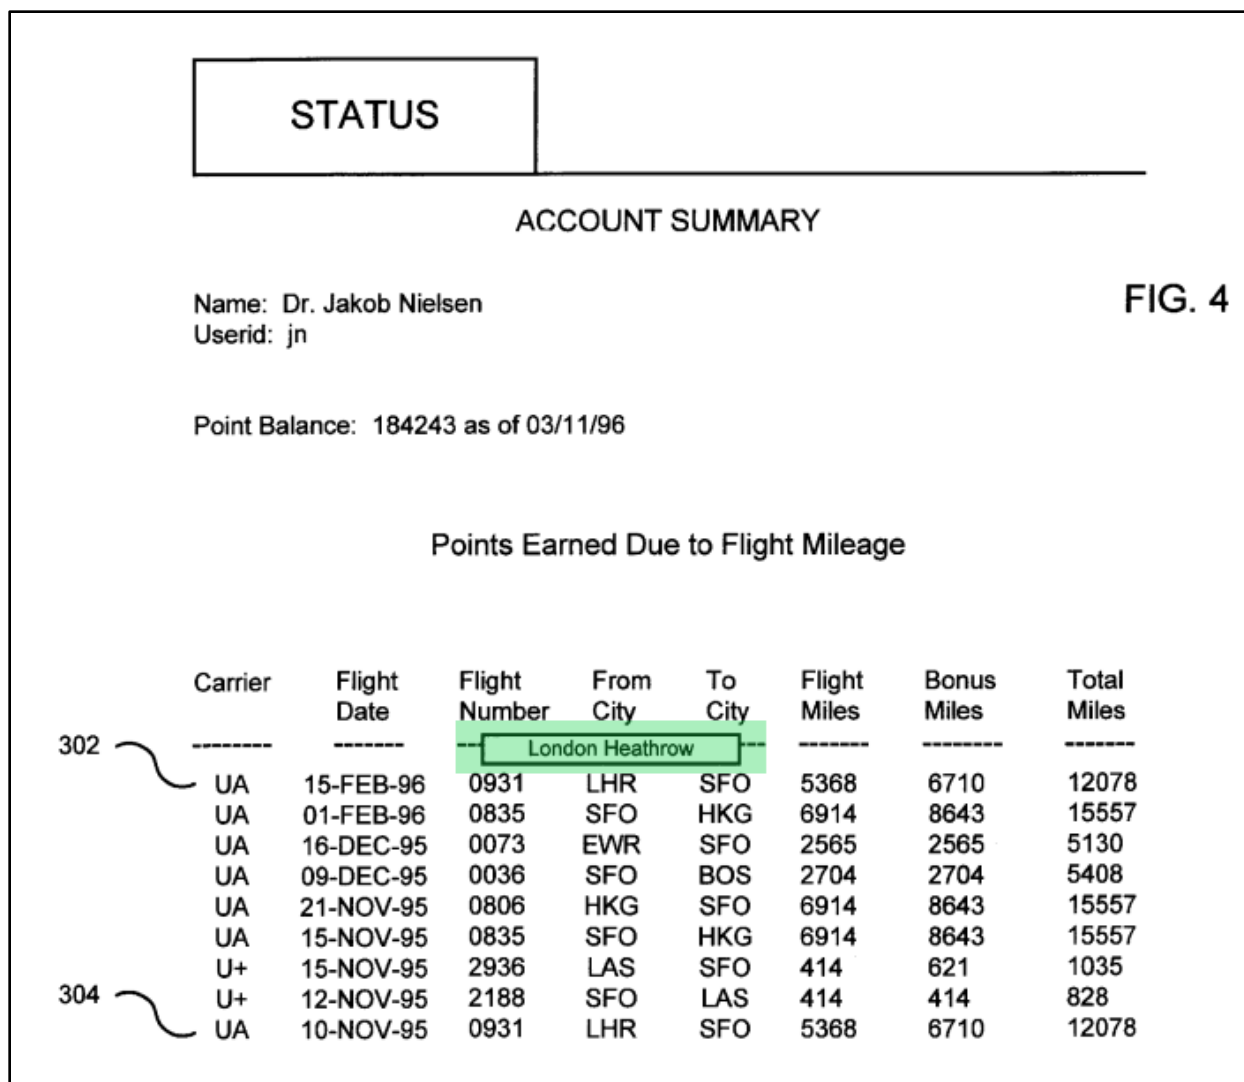 STATUS
ACCOUNT SUMMARY
FIG. 4
Name: Dr. Jakob Nielsen
Userid: jn
Point Balance: 184243 as of 03/11/96
Points Earned Due to Flight Mileage
Carrier Flight Date Flight Number From City To City Flight Miles Bonus Miles Total Miles
London Heathrow
302
UA 15-FEB-96 0931 LHR SFO 5368 6710 12078
UA 01-FEB-96 0835 SFO HKG 6914 8643 15557
UA 16-DEC-95 0073 EWR SFO 2565 2565 5130
UA 09-DEC-95 0036 SFO BOS 2704 2704 5408
UA 21-NOV-95 0806 HKG SFO 6914 8643 15557
UA 15-NOV-95 0835 SFO HKG 6914 8643 15557
U+ 15-NOV-95 2936 LAS SFO 414 621 1035
304
U+ 12-NOV-95 2188 SFO LAS 414 414 828
UA 10-NOV-95 0931 LHR SFO 5368 6710 12078